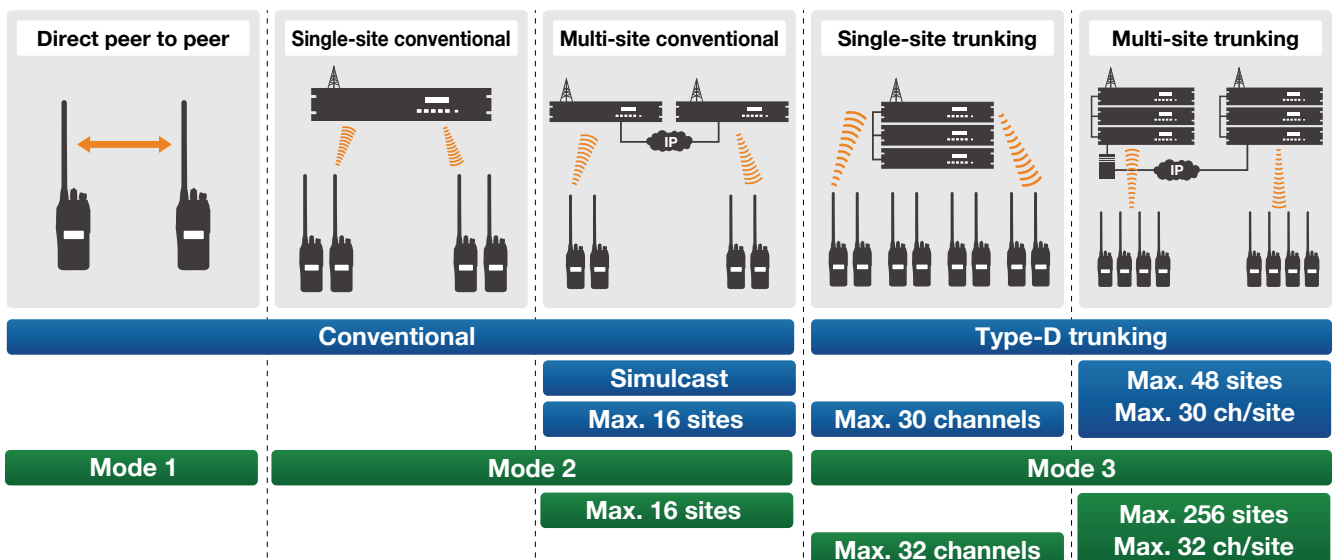 Direct peer to peer
Single-site conventional
Multi-site conventional
Single-site trunking
Multi-site trunking
IP
IP
Conventional
Type-D trunking
Simulcast
Max. 16 sites
Max. 30 channels
Max. 48 sites
Max. 30 ch/site
Mode 1
Mode 2
Mode 3
Max. 16 sites
Max. 32 channels
Max. 256 sites
Max. 32 ch/site